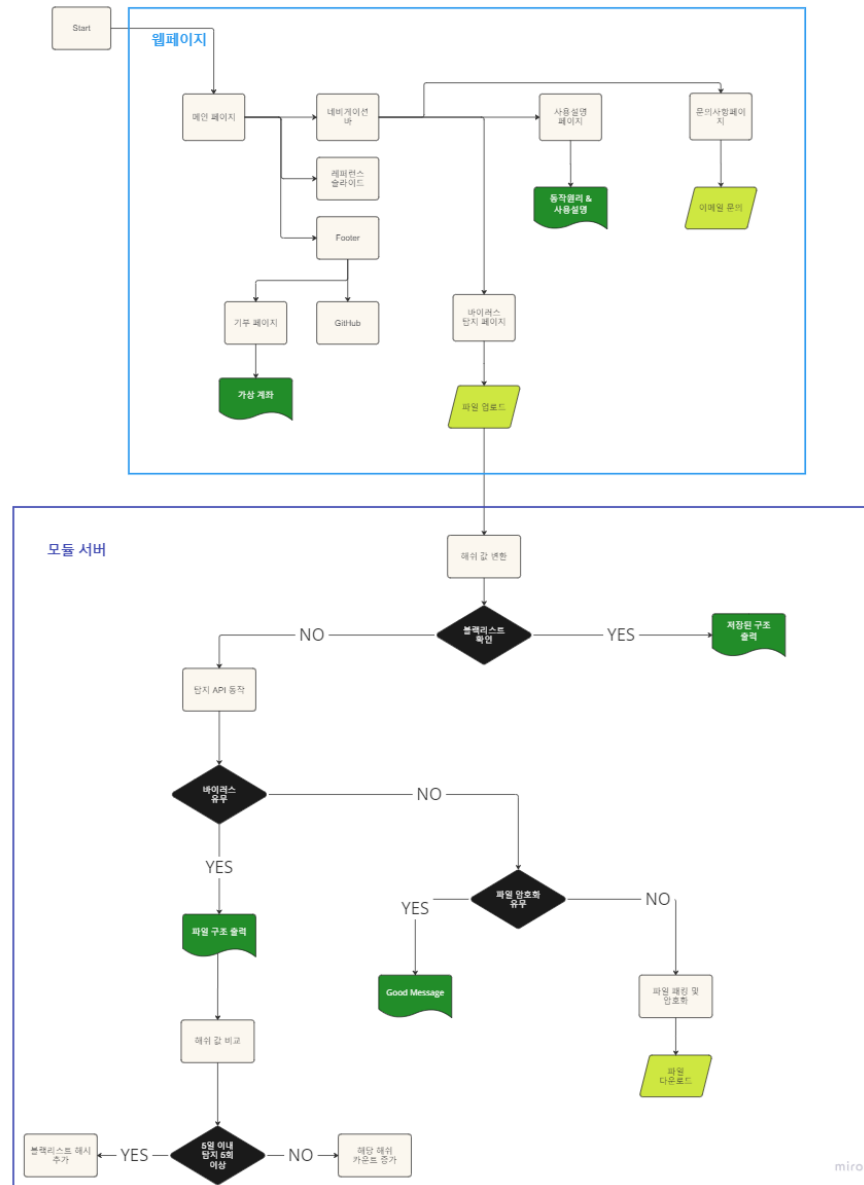 Start
웹페이지
메인 페이지
네비게이션
바
사용설명
페이지
문의사항페이
지
레퍼런스
슬라이드
동작원리 &
사용설명
이메일 문의
Footer
기부 페이지
GitHub
바이러스
탐지 페이지
가상 계좌
파일 업로드
모듈 서버
해쉬 값 변환
블랙리스트
확인
NO
YES
저장된 구조
출력
탐지 API 동작
바이러스
유무
NO
YES
파일 암호화
유무
YES
NO
파일 구조 출력
Good Message
파일 패킹 및
암호화
해쉬 값 비교
파일
다운로드
블랙리스트 해시
추가
YES
5일 이내
탐지 5회
이상
NO
해당 해쉬
카운트 증가
miro